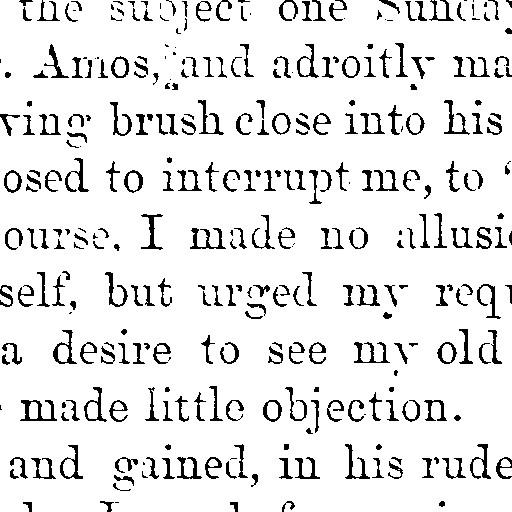 the subject one Sunday
. Amos, and adroitly ma
ving brush close into his
osed to interrupt me, to "
ourse, I made no allusi
self, but urged my requ
a desire to see my old
made little objection.
and gained, in his rude